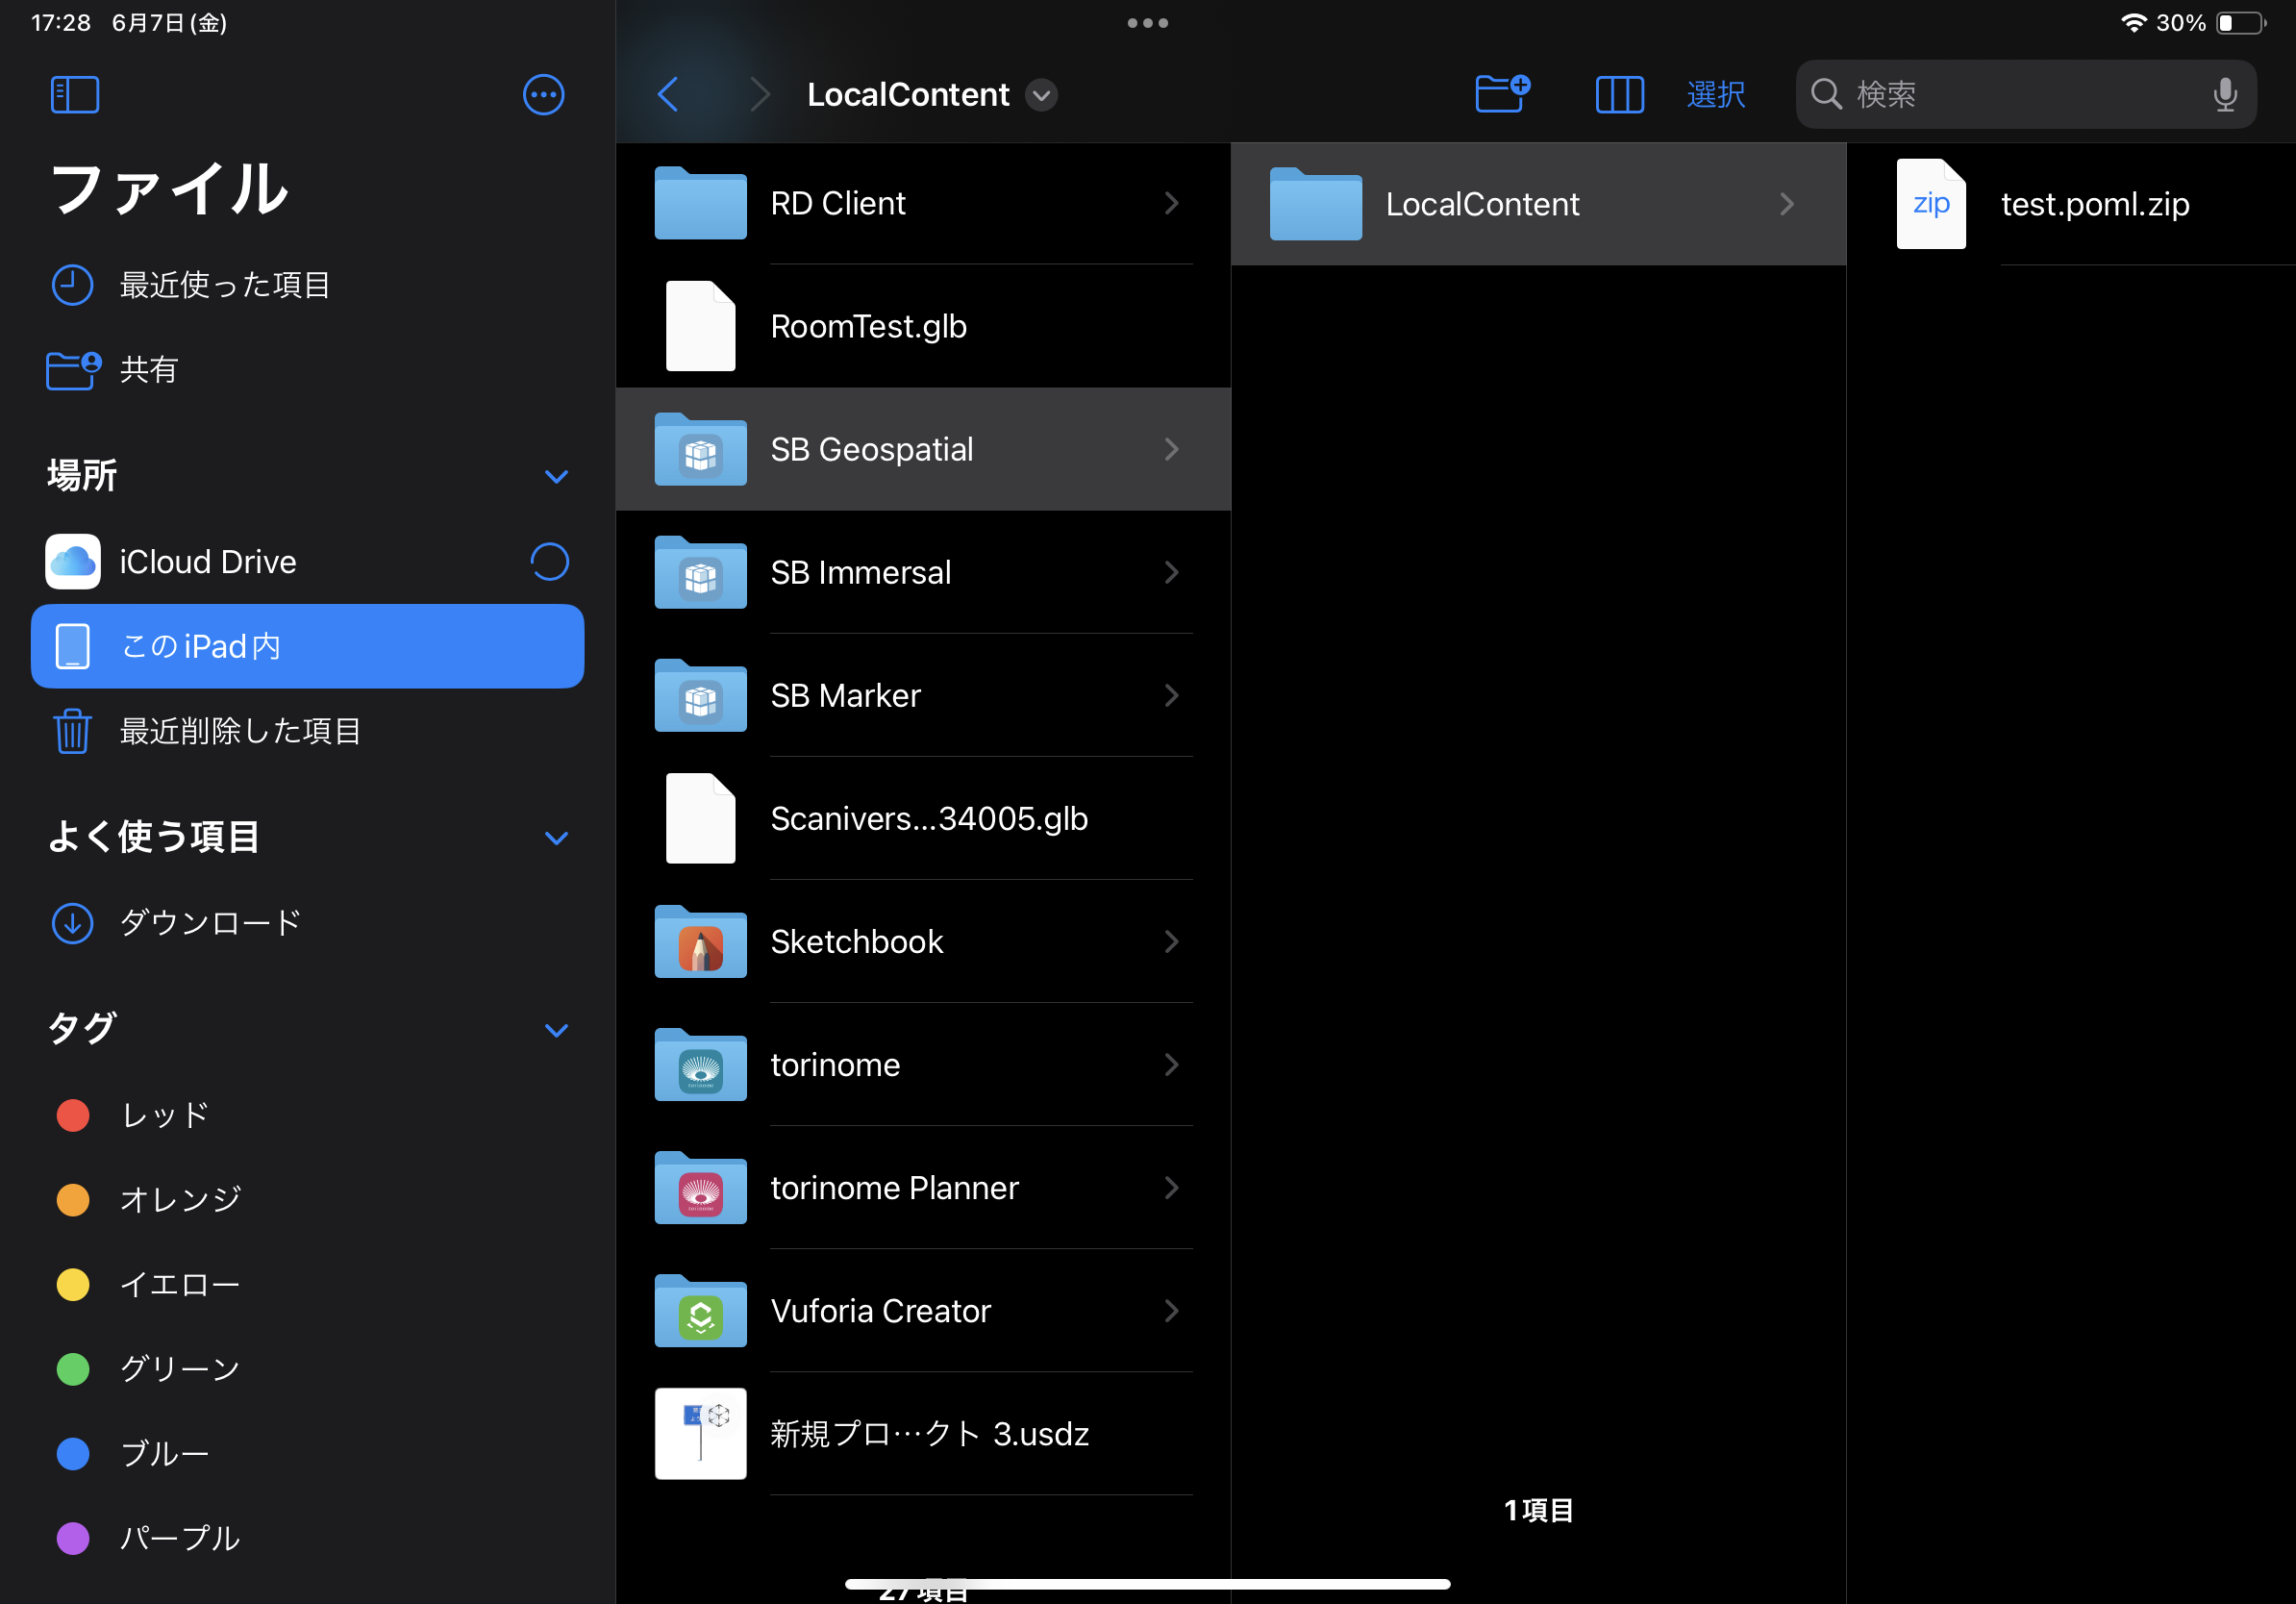 17:28 6月7日(金)
30%
ファイル
最近使った項目
共有
場所
iCloud Drive
このiPad内
最近削除した項目
よく使う項目
ダウンロード
タグ
レッド
オレンジ
イエロー
グリーン
ブルー
パープル
LocalContent
選択
検索
RD Client
RoomTest.glb
SB Geospatial
SB Immersal
SB Marker
Scanivers...34005.glb
Sketchbook
torinome
torinome Planner
Vuforia Creator
新規プロ…クト 3.usdz
27項目
LocalContent
1項目
zip
test.poml.zip